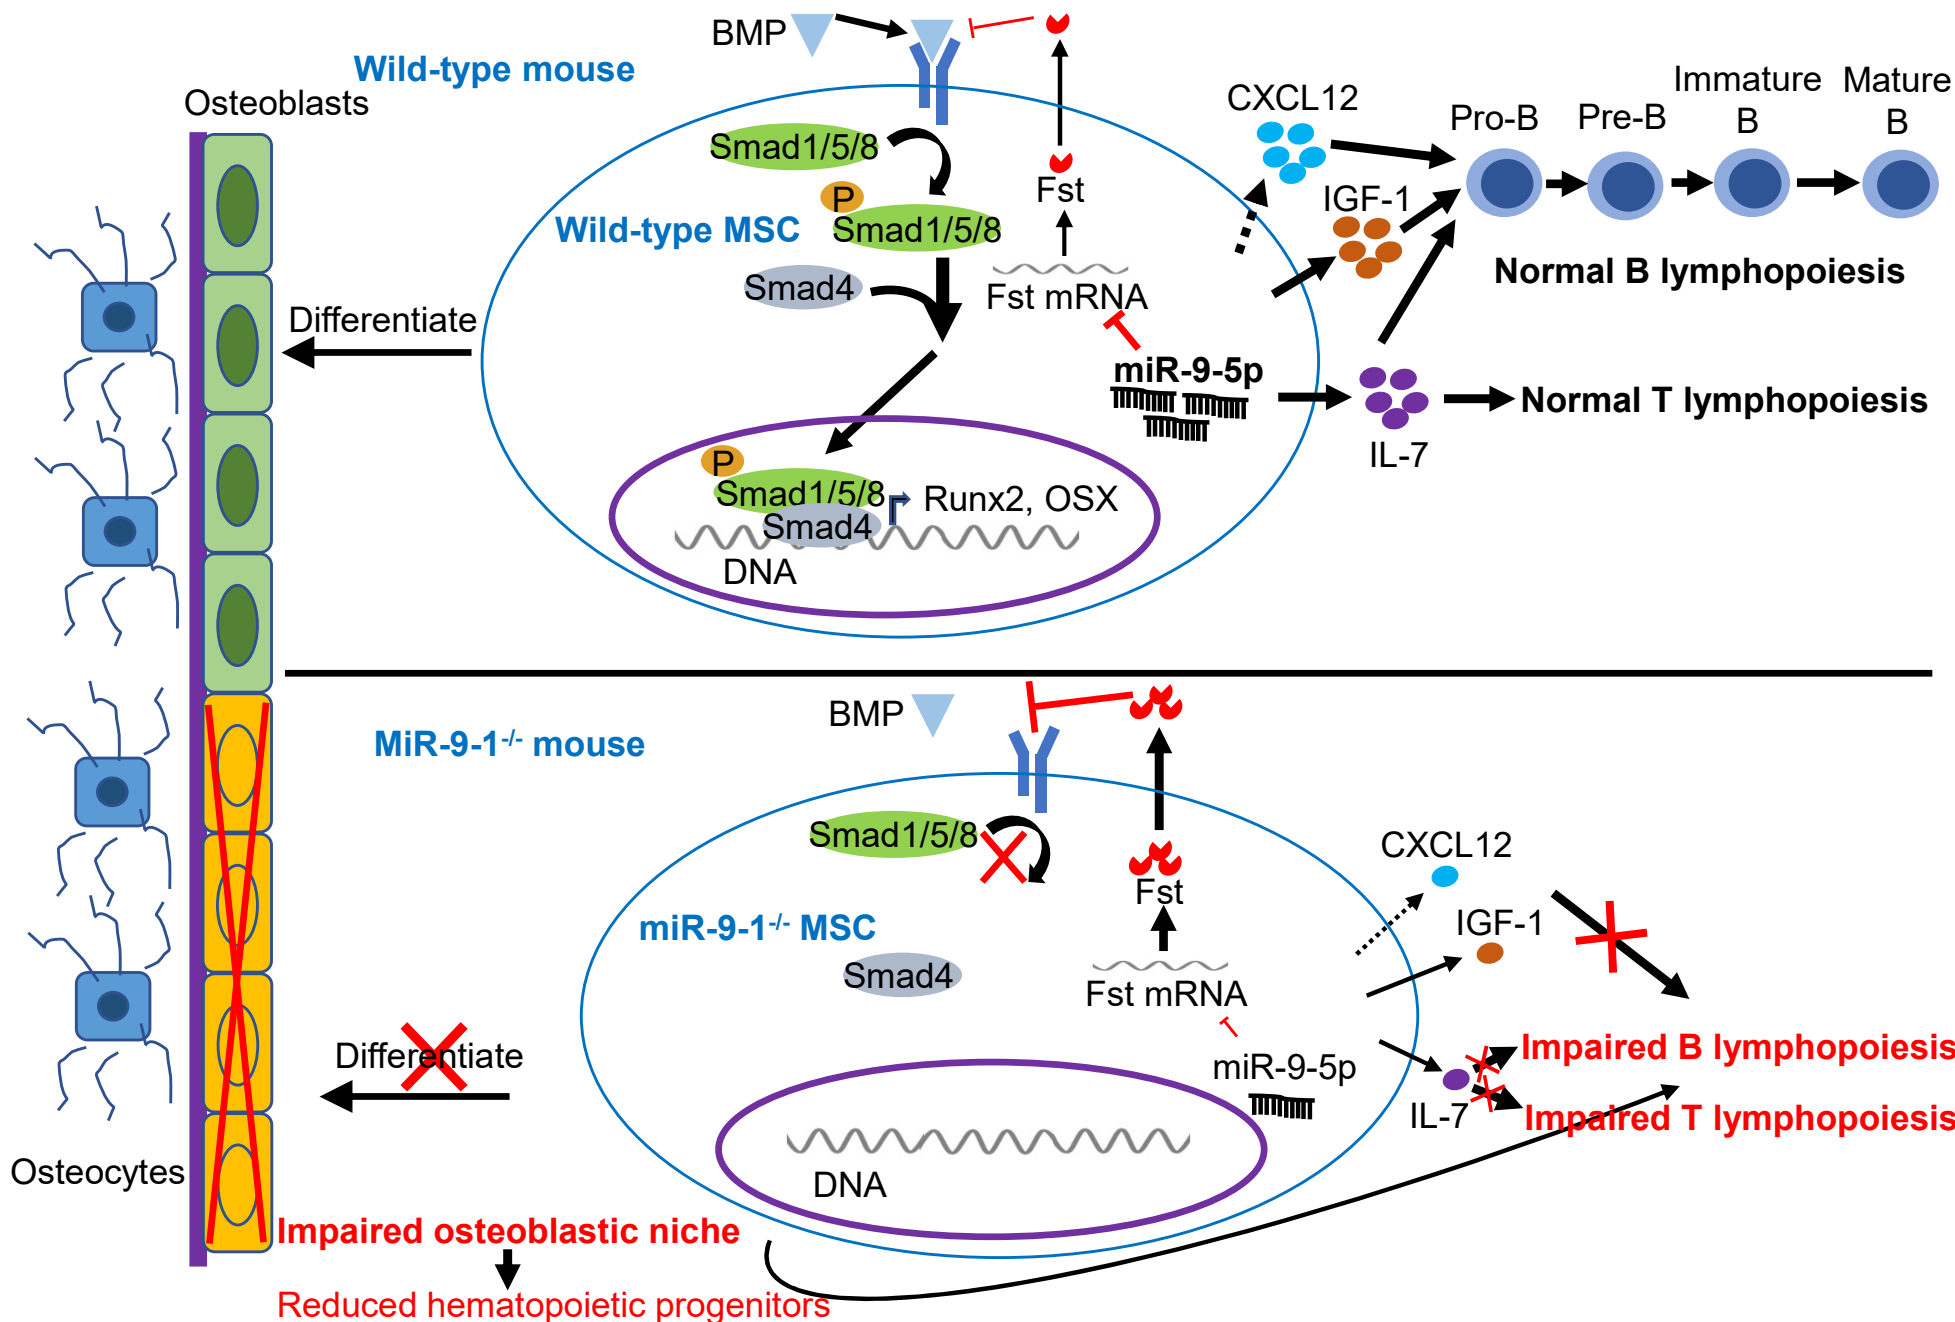 BMP
Wild-type mouse
Osteoblasts
CXCL12
Immature
B
Mature
B
Pro-B
Pre-B
Smad1/5/8
P
Smad1/5/8
Fst
IGF-1
Wild-type MSC
Smad4
Fst mRNA
Normal B lymphopoiesis
Differentiate
miR-9-5p
Normal T lymphopoiesis
IL-7
P
Smad1/5/8
Runx2, OSX
Smad4
DNA
BMP
MiR-9-1-/- mouse
Smad1/5/8
CXCL12
Fst
miR-9-1-/- MSC
IGF-1
Smad4
Fst mRNA
Differentiate
miR-9-5p
Impaired B lymphopoiesis
IL-7
Impaired T lymphopoiesis
Osteocytes
DNA
Impaired osteoblastic niche
Reduced hematopoietic progenitors